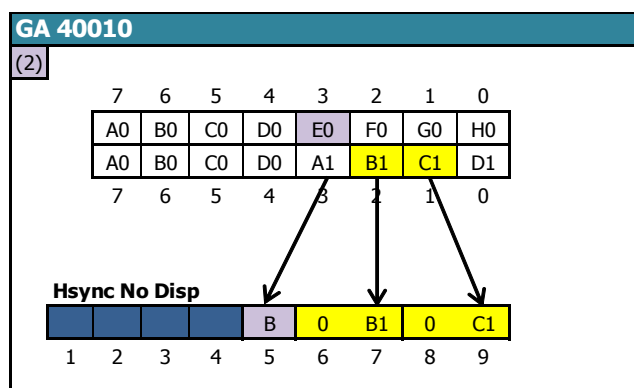 GA 40010
(2)
7 6 5 4 3 2 1 0
A0 B0 C0 D0 E0 F0 G0 H0
A0 B0 C0 D0 A1 B1 C1 D1
7 6 5 4 3 2 1 0
Hsync No Disp
B 0 B1 0 C1
1 2 3 4 5 6 7 8 9